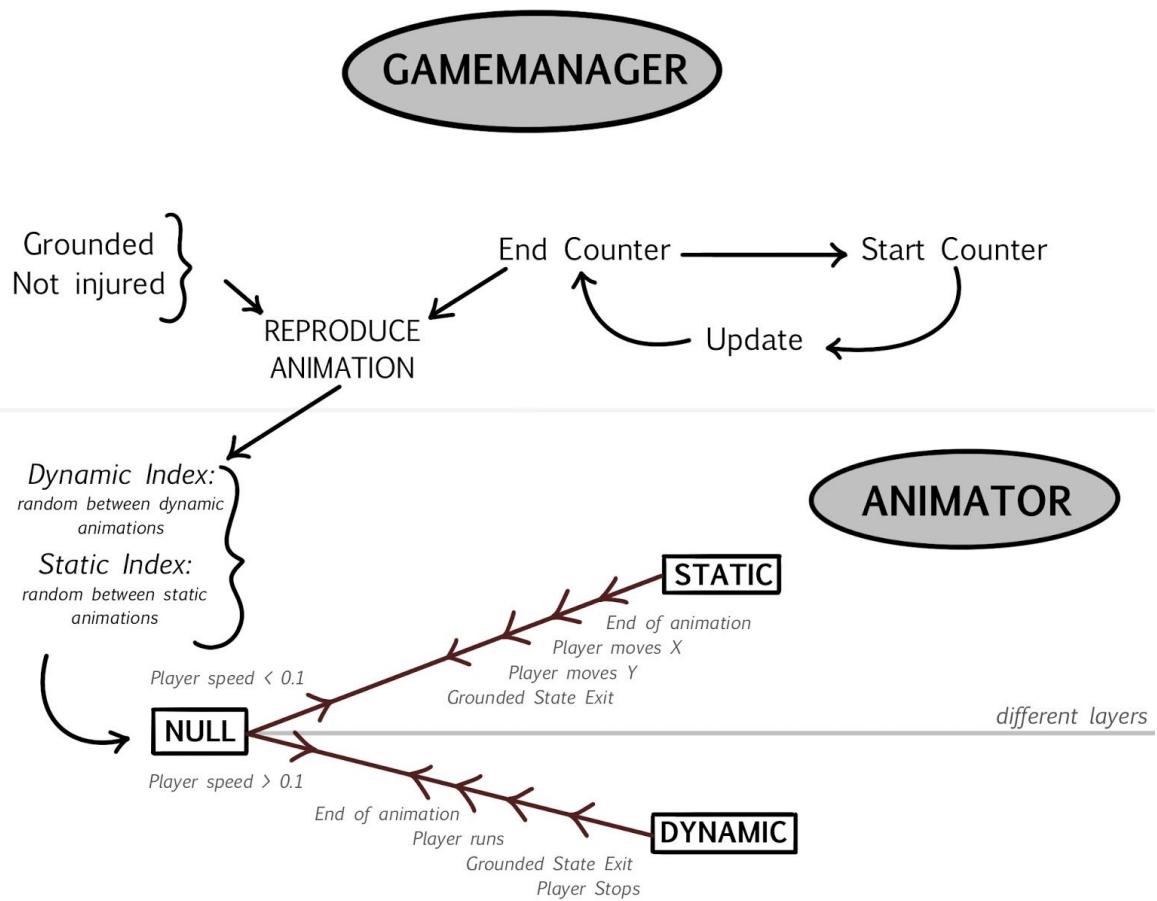 GAMEMANAGER
Grounded
Not injured
End Counter
Start Counter
Update
REPRODUCE
ANIMATION
Dynamic Index:
random between dynamic
animations
Static Index:
random between static
animations
ANIMATOR
STATIC
End of animation
Player moves X
Player moves Y
Grounded State Exit
Player speed < 0.1
NULL
different layers
Player speed > 0.1
End of animation
Player runs
Grounded State Exit
Player Stops
DYNAMIC